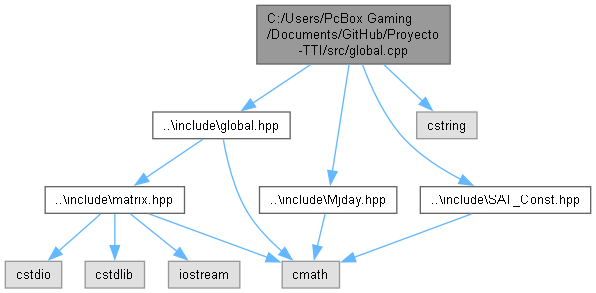 C:/Users/PcBox Gaming
/Documents/GitHub/Proyecto
-TTI/src/global.cpp
..\include\global.hpp
cstring
..\include\matrix.hpp
..\include\Mjday.hpp
..\include\SAT_Const.hpp
cstdio
cstdlib
iostream
cmath